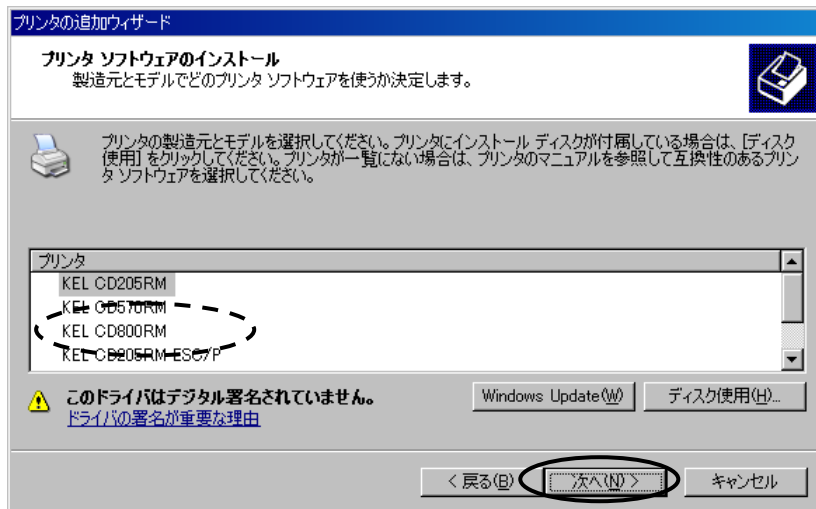 プリンタの追加ウィザード
プリンタ ソフトウェアのインストール
製造元とモデルでどのプリンタ ソフトウェアを使うか決定します。
プリンタの製造元とモデルを選択してください。プリンタにインストール ディスクが付属している場合は、[ディスク
使用] をクリックしてください。プリンタが一覧にない場合は、プリンタのマニュアルを参照して互換性のあるプリン
タ ソフトウェアを選択してください。
プリンタ
KEL CD205RM
KEL CD570RM
KEL CD800RM
KEL CD205RM ESC/P
このドライバはデジタル署名されていません。
Windows Update(W)
ディスク使用(H)...
ドライバの署名が重要な理由
< 戻る(B)
次へ(N) >
キャンセル